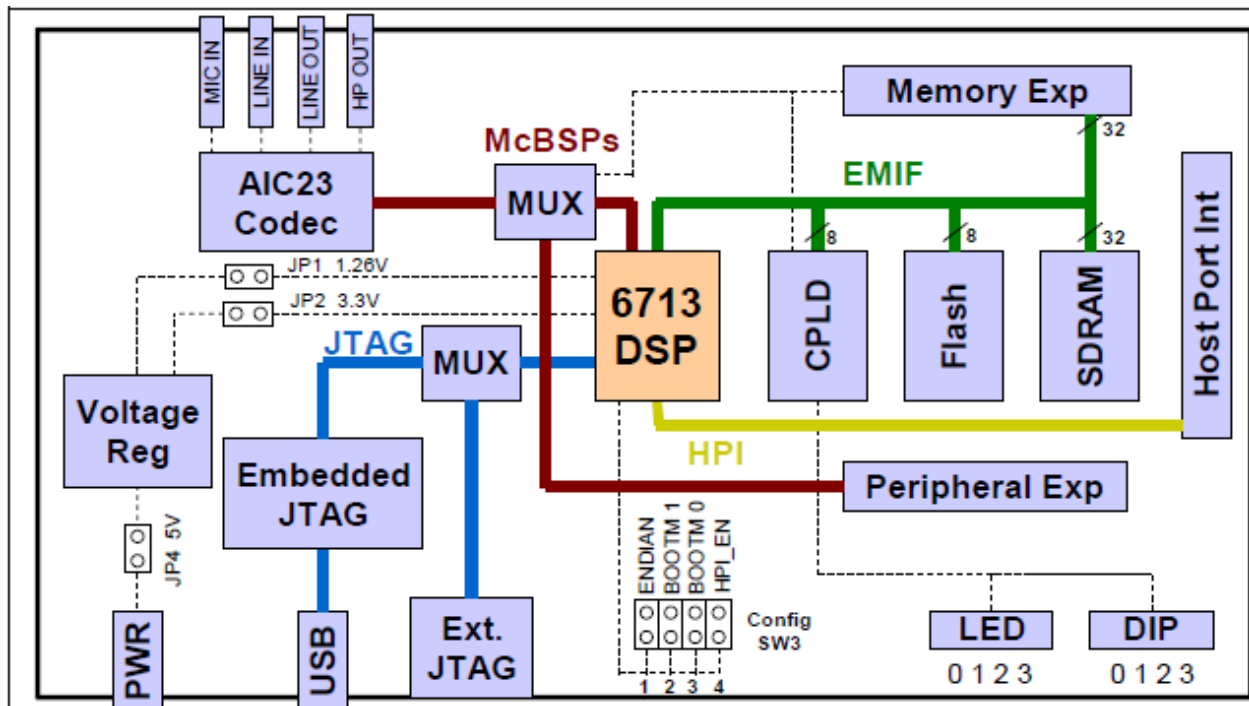 MIC IN
LINE IN
LINE OUT
HP OUT
Memory Exp
32
McBSPs
AIC23
Codec
MUX
EMIF
8
8
32
Host Port Int
JP1 1.26V
JP2 3.3V
6713
DSP
CPLD
Flash
SDRAM
JTAG
MUX
Voltage
Reg
HPI
Embedded
JTAG
Peripheral Exp
JP4 5V
ENDIAN
BOOTM 1
BOOTM 0
HPI_EN
Config
SW3
PWR
USB
Ext.
JTAG
1 2 3 4
LED
DIP
0 1 2 3
0 1 2 3